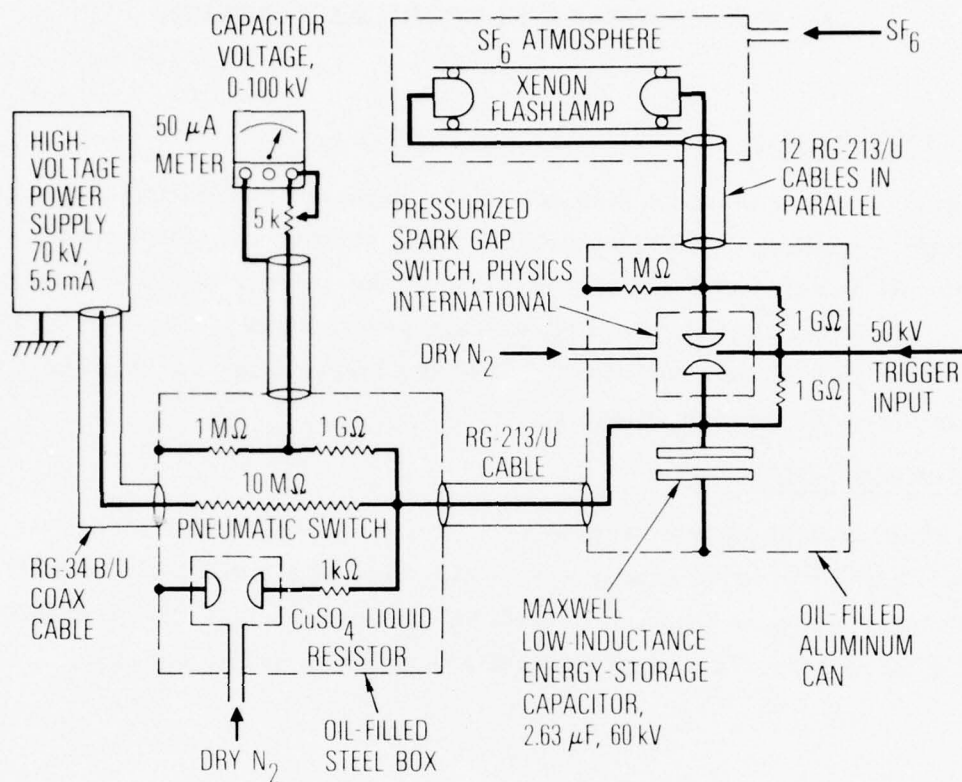 CAPACITOR
VOLTAGE,
0-100 kV
50 μA
METER
HIGH-
VOLTAGE
POWER
SUPPLY
70 kV,
5.5 mA
5 k
SF6 ATMOSPHERE
XENON
FLASH LAMP
SF6
12 RG-213/U
CABLES IN
PARALLEL
PRESSURIZED
SPARK GAP
SWITCH, PHYSICS
INTERNATIONAL
1 MΩ
1 GΩ
50 kV
TRIGGER
INPUT
1 GΩ
DRY N2
1 MΩ
1 GΩ
10 MΩ
PNEUMATIC SWITCH
RG-213/U
CABLE
1kΩ
CuSO4 LIQUID
RESISTOR
RG-34 B/U
COAX
CABLE
DRY N2
OIL-FILLED
STEEL BOX
MAXWELL
LOW-INDUCTANCE
ENERGY-STORAGE
CAPACITOR,
2.63 μF, 60 kV
OIL-FILLED
ALUMINUM
CAN